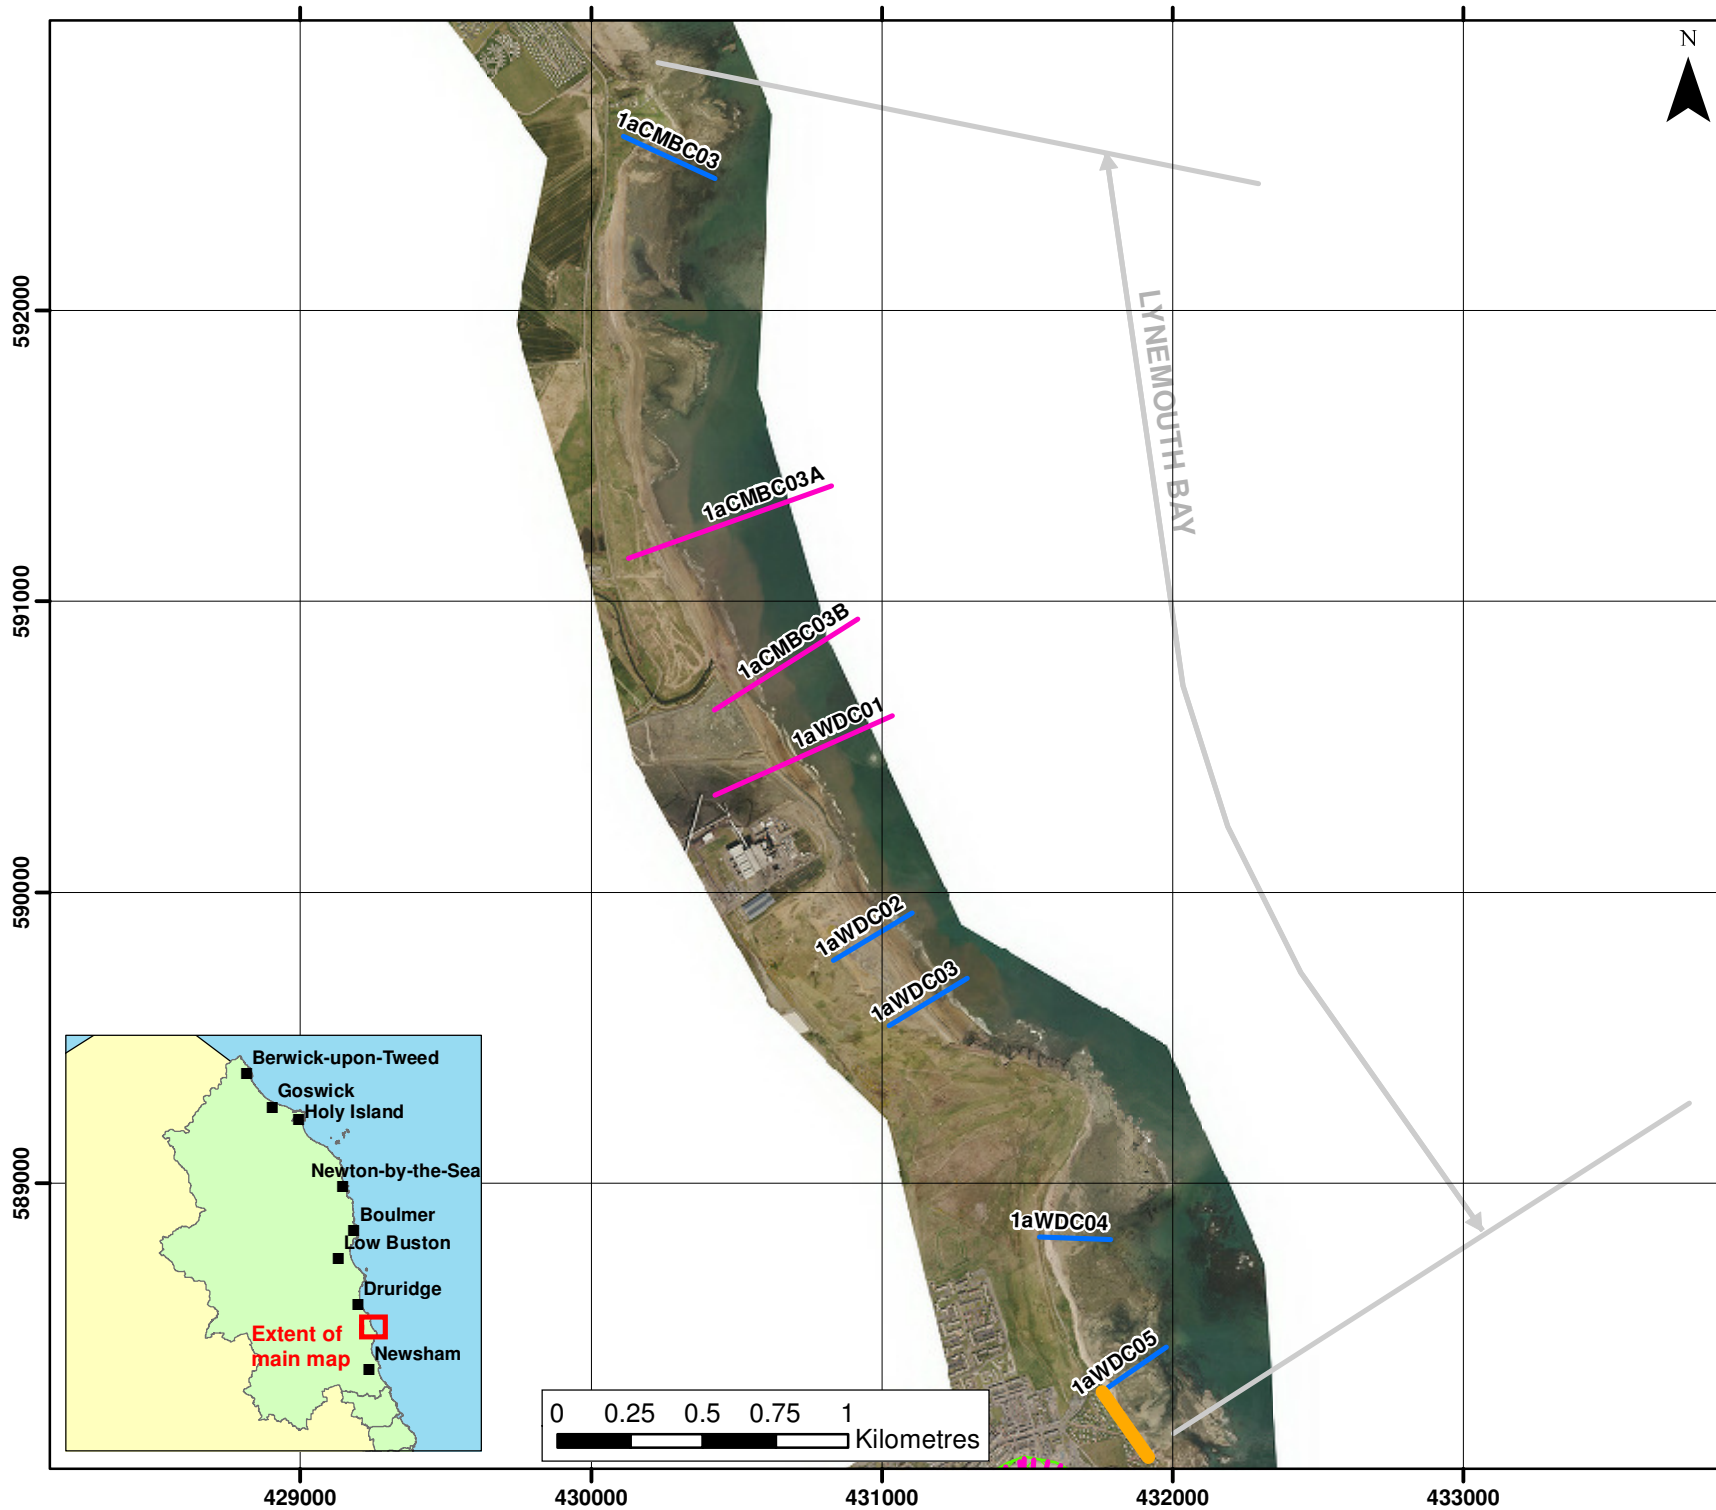 N
1aCMBC03
592000
LYNEMOUTH BAY
1aCMBC03A
591000
1aCMBC03B
1aWDC01
590000
1aWDC02
1aWDC03
Berwick-upon-Tweed
Goswick
Holy Island
Newton-by-the-Sea
589000
Boulmer
1aWDC04
Low Buston
Druridge
Extent of
main map
Newsham
1aWDC05
0 0.25 0.5 0.75 1
Kilometres
429000 430000 431000 432000 433000